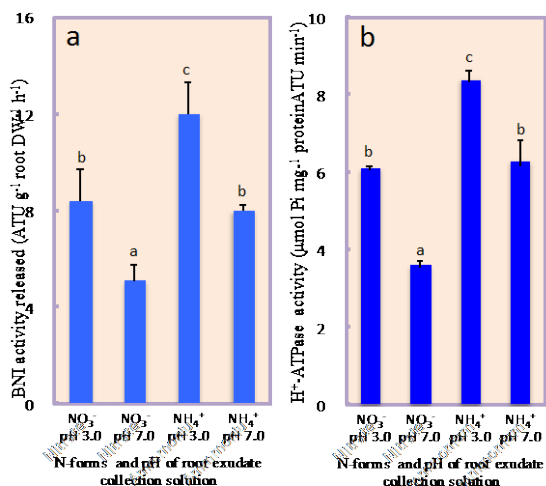 a
16
12
8
4
0
BNI activity released (ATU g⁻¹ root DW⁻¹ h⁻¹)
b
a
c
b
NO₃⁻ NO₃⁻ NH₄⁺ NH₄⁺
pH 3.0 pH 7.0 pH 3.0 pH 7.0
N-forms and pH of root exudate
collection solution
b
10
8
6
4
2
0
H⁺-ATPase activity (µmol Pi mg⁻¹ proteinATU min⁻¹)
b
a
c
b
NO₃⁻ NO₃⁻ NH₄⁺ NH₄⁺
pH 3.0 pH 7.0 pH 3.0 pH 7.0
N-forms and pH of root exudate
collection solution